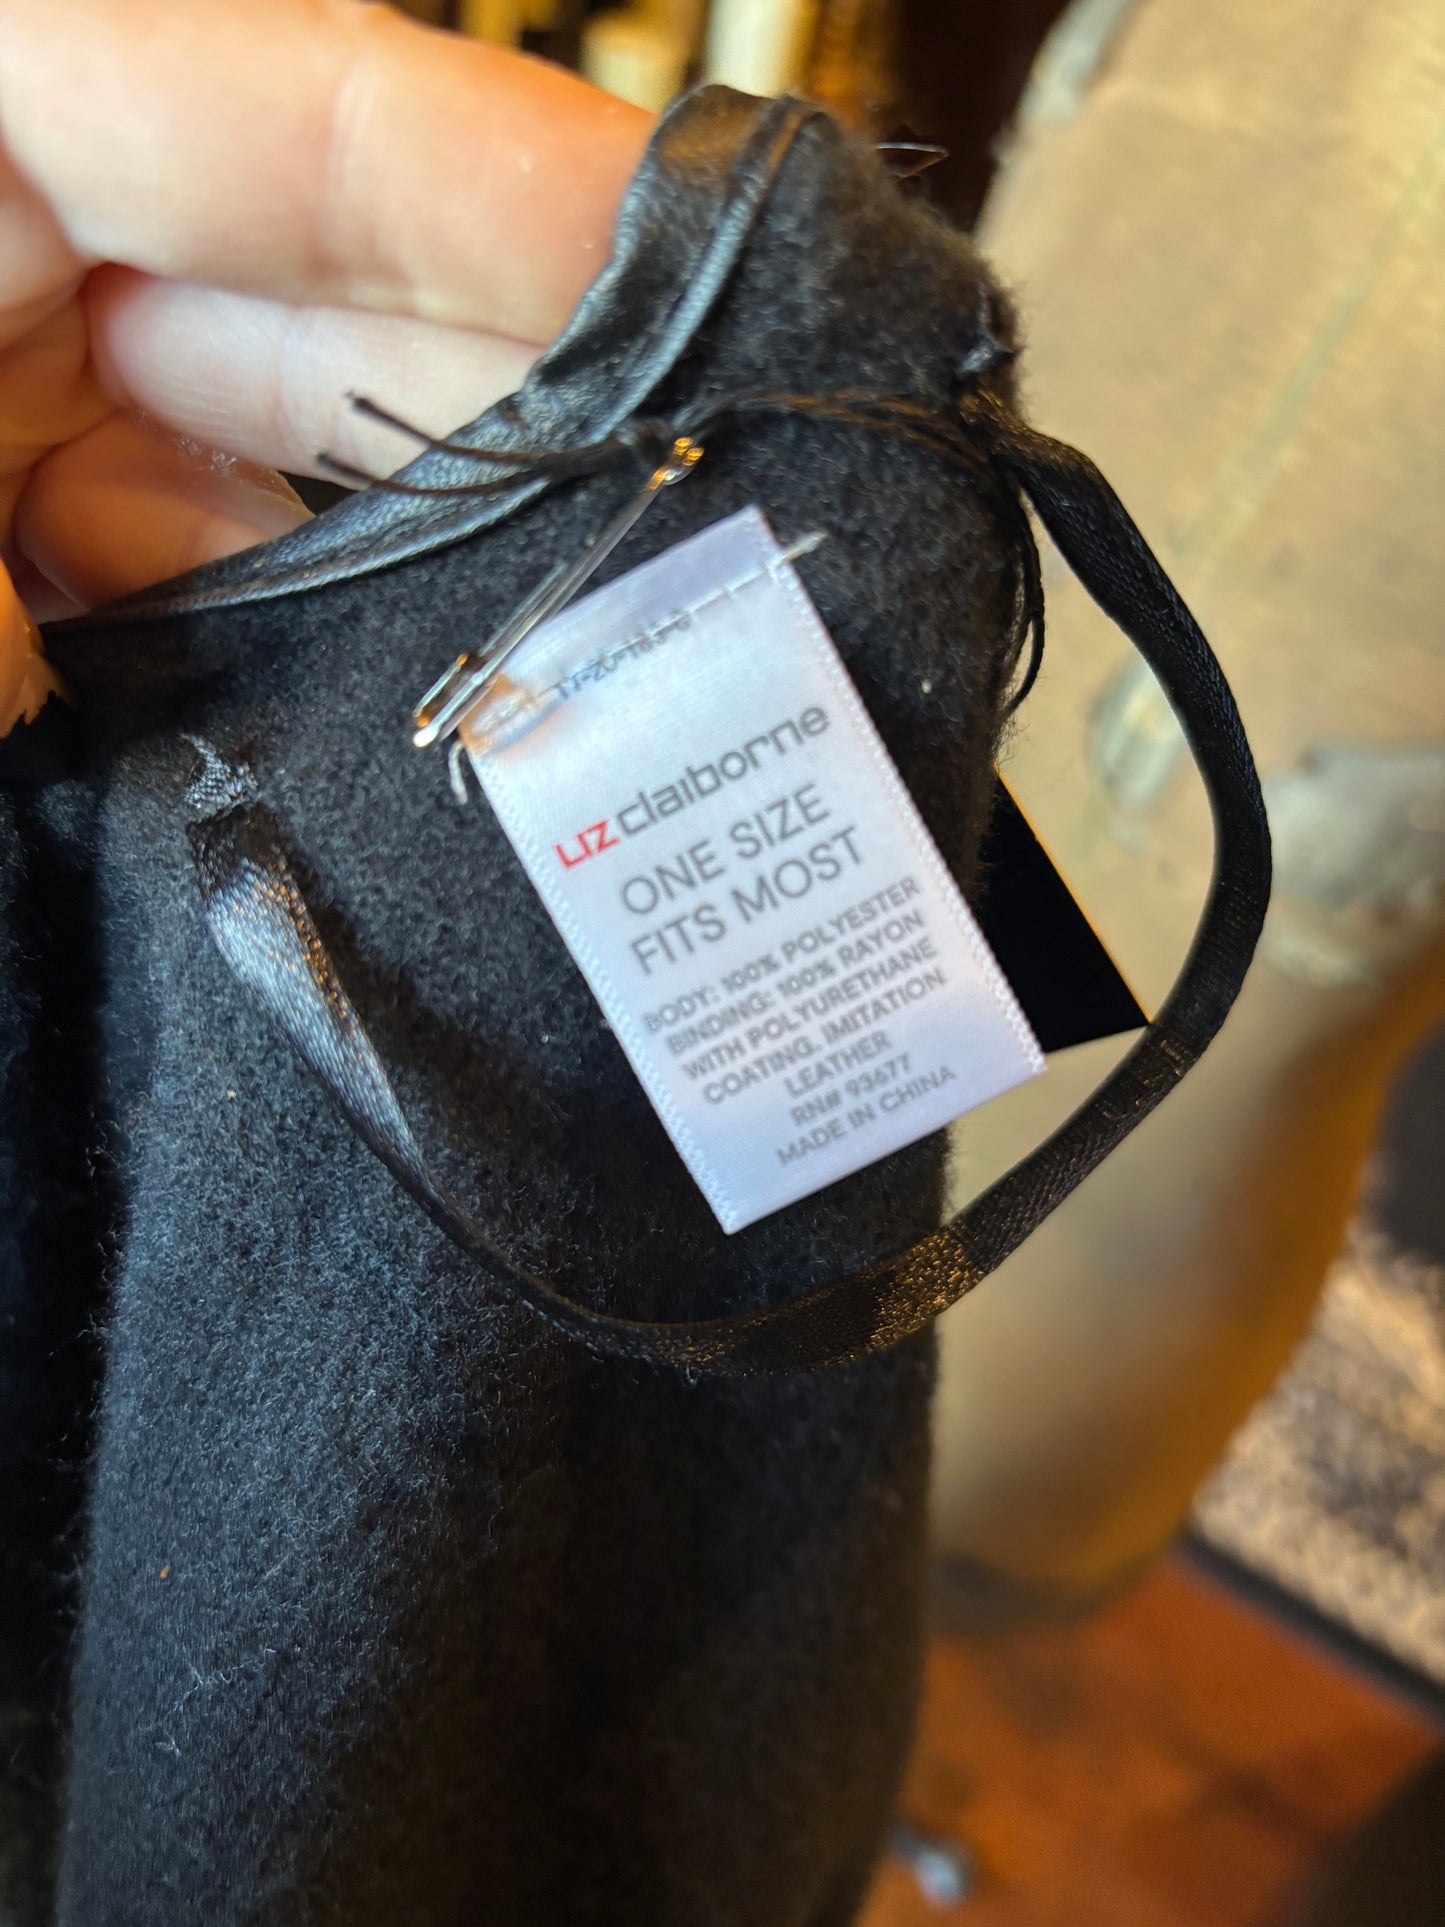 LIZ claiborne
ONE SIZE
FITS MOST
BODY: 100% POLYESTER
BINDING: 100% RAYON
WITH POLYURETHANE
COATING. IMITATION
LEATHER
RN# 93677
MADE IN CHINA